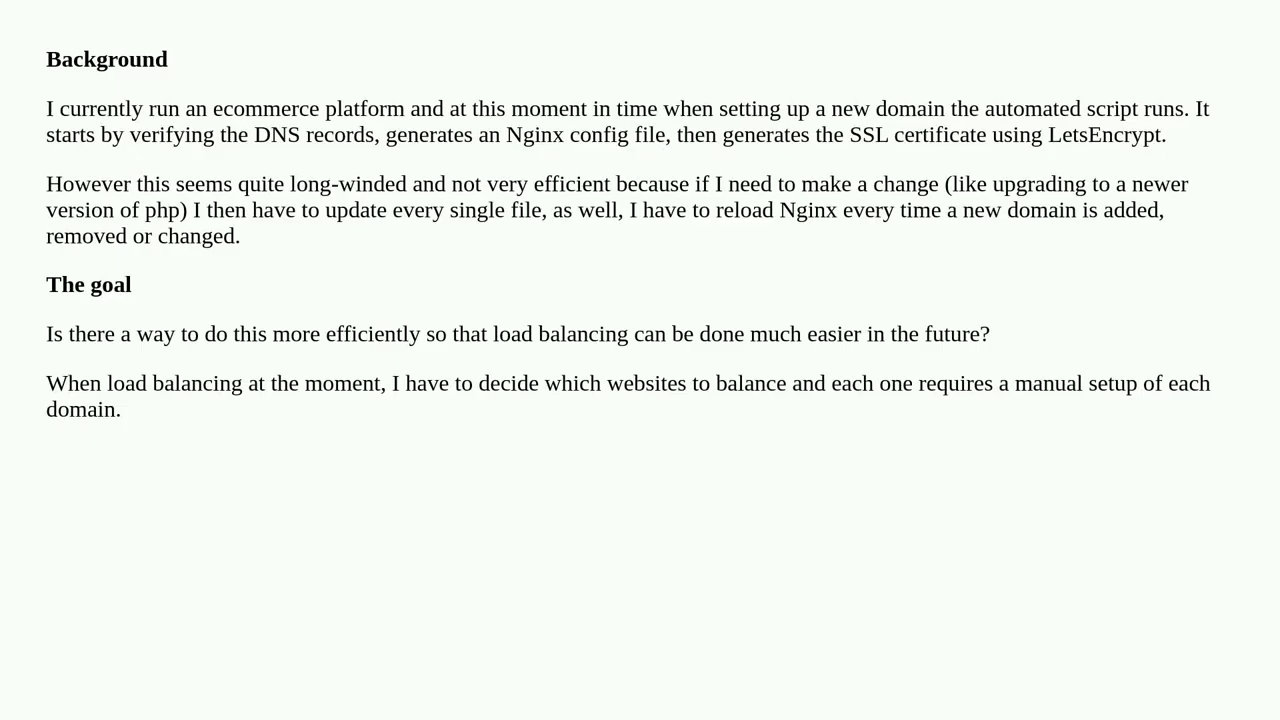 Background
I currently run an ecommerce platform and at this moment in time when setting up a new domain the automated script runs. It
starts by verifying the DNS records, generates an Nginx config file, then generates the SSL certificate using LetsEncrypt.
However this seems quite long-winded and not very efficient because if I need to make a change (like upgrading to a newer
version of php) I then have to update every single file, as well, I have to reload Nginx every time a new domain is added,
removed or changed.
The goal
Is there a way to do this more efficiently so that load balancing can be done much easier in the future?
When load balancing at the moment, I have to decide which websites to balance and each one requires a manual setup of each
domain.